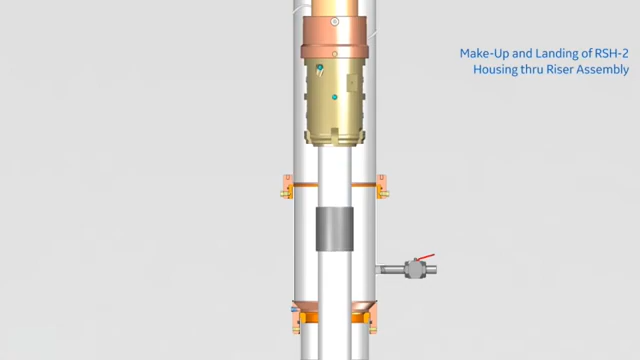 Make-Up and Landing of RSH-2
Housing thru Riser Assembly